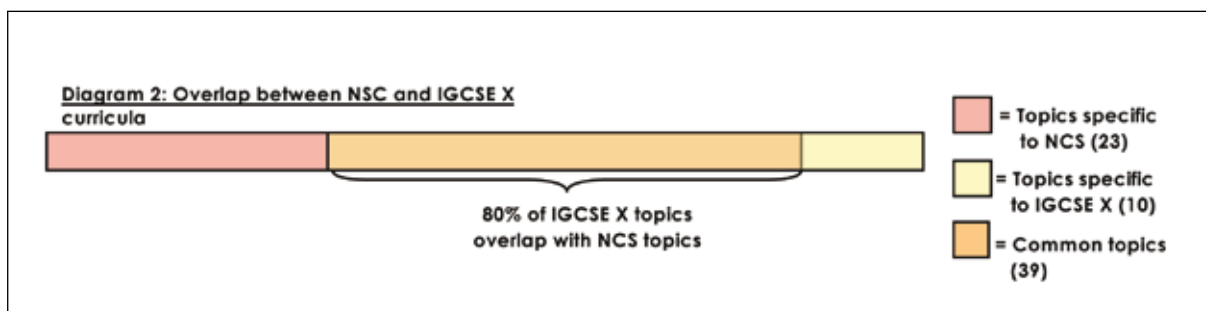 Diagram 2: Overlap between NSC and IGCSE X
curricula
80% of IGCSE X topics
overlap with NCS topics
= Topics specific
to NCS (23)
= Topics specific
to IGCSE X (10)
= Common topics
(39)